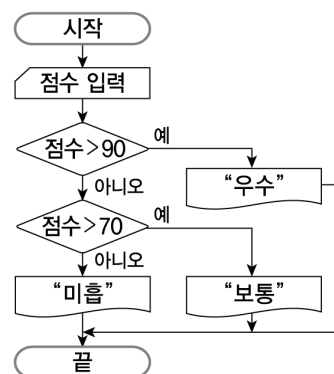 시작
점수 입력
점수>90
예
아니오
“우수”
점수>70
예
아니오
“미흡”
“보통”
끝